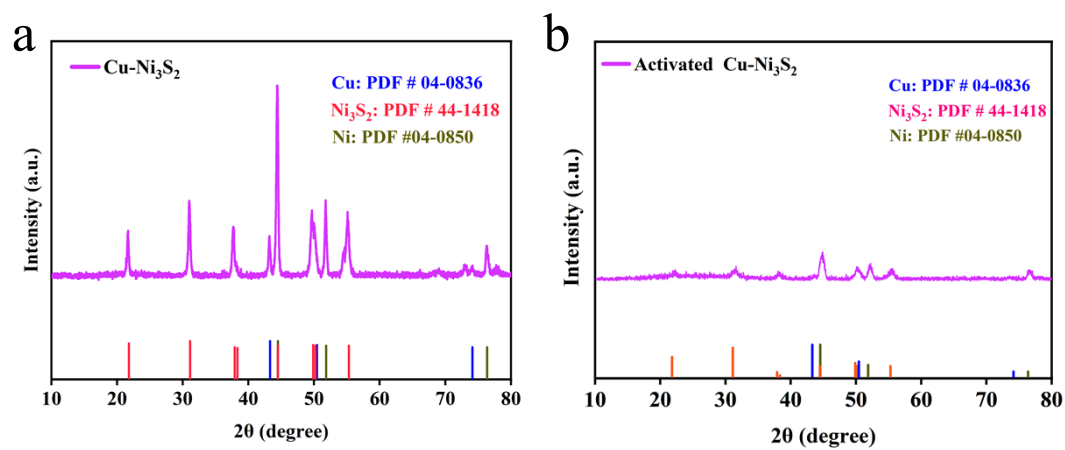 a
Cu-Ni₃S₂
Cu: PDF # 04-0836
Ni₃S₂: PDF # 44-1418
Ni: PDF #04-0850
Intensity (a.u.)
10 20 30 40 50 60 70 80
2θ (degree)
b
Activated Cu-Ni₃S₂
Cu: PDF # 04-0836
Ni₃S₂: PDF # 44-1418
Ni: PDF #04-0850
Intensity (a.u.)
10 20 30 40 50 60 70 80
2θ (degree)